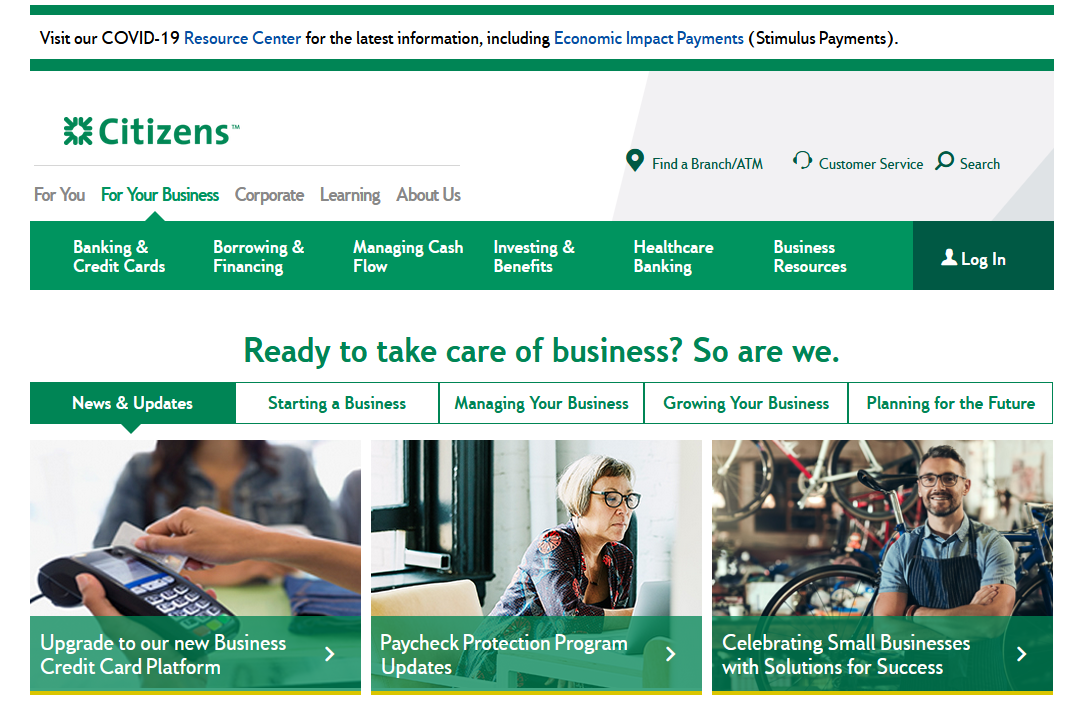 Visit our COVID-19 Resource Center for the latest information, including Economic Impact Payments (Stimulus Payments).
Citizens™
Find a Branch/ATM
Customer Service
Search
For You
For Your Business
Corporate
Learning
About Us
Banking &
Credit Cards
Borrowing &
Financing
Managing Cash
Flow
Investing &
Benefits
Healthcare
Banking
Business
Resources
Log In
Ready to take care of business? So are we.
News & Updates
Starting a Business
Managing Your Business
Growing Your Business
Planning for the Future
Upgrade to our new Business
Credit Card Platform
Paycheck Protection Program
Updates
Celebrating Small Businesses
with Solutions for Success